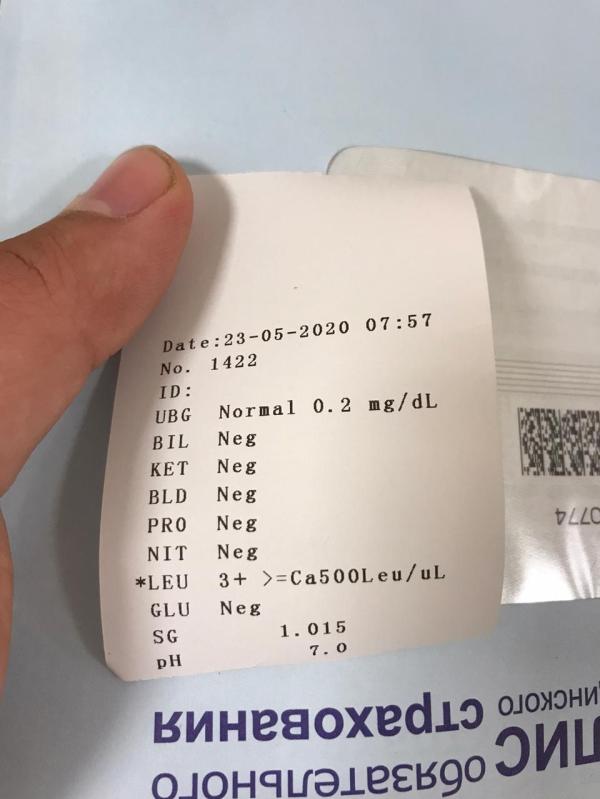 Date:23-05-2020 07:57
No. 1422
ID:
UBG Normal 0.2 mg/dL
BIL Neg
KET Neg
BLD Neg
PRO Neg
NIT Neg
*LEU 3+ >=Ca500Leu/uL
GLU Neg
SG 1.015
pH 7.0
обязательного
страхования